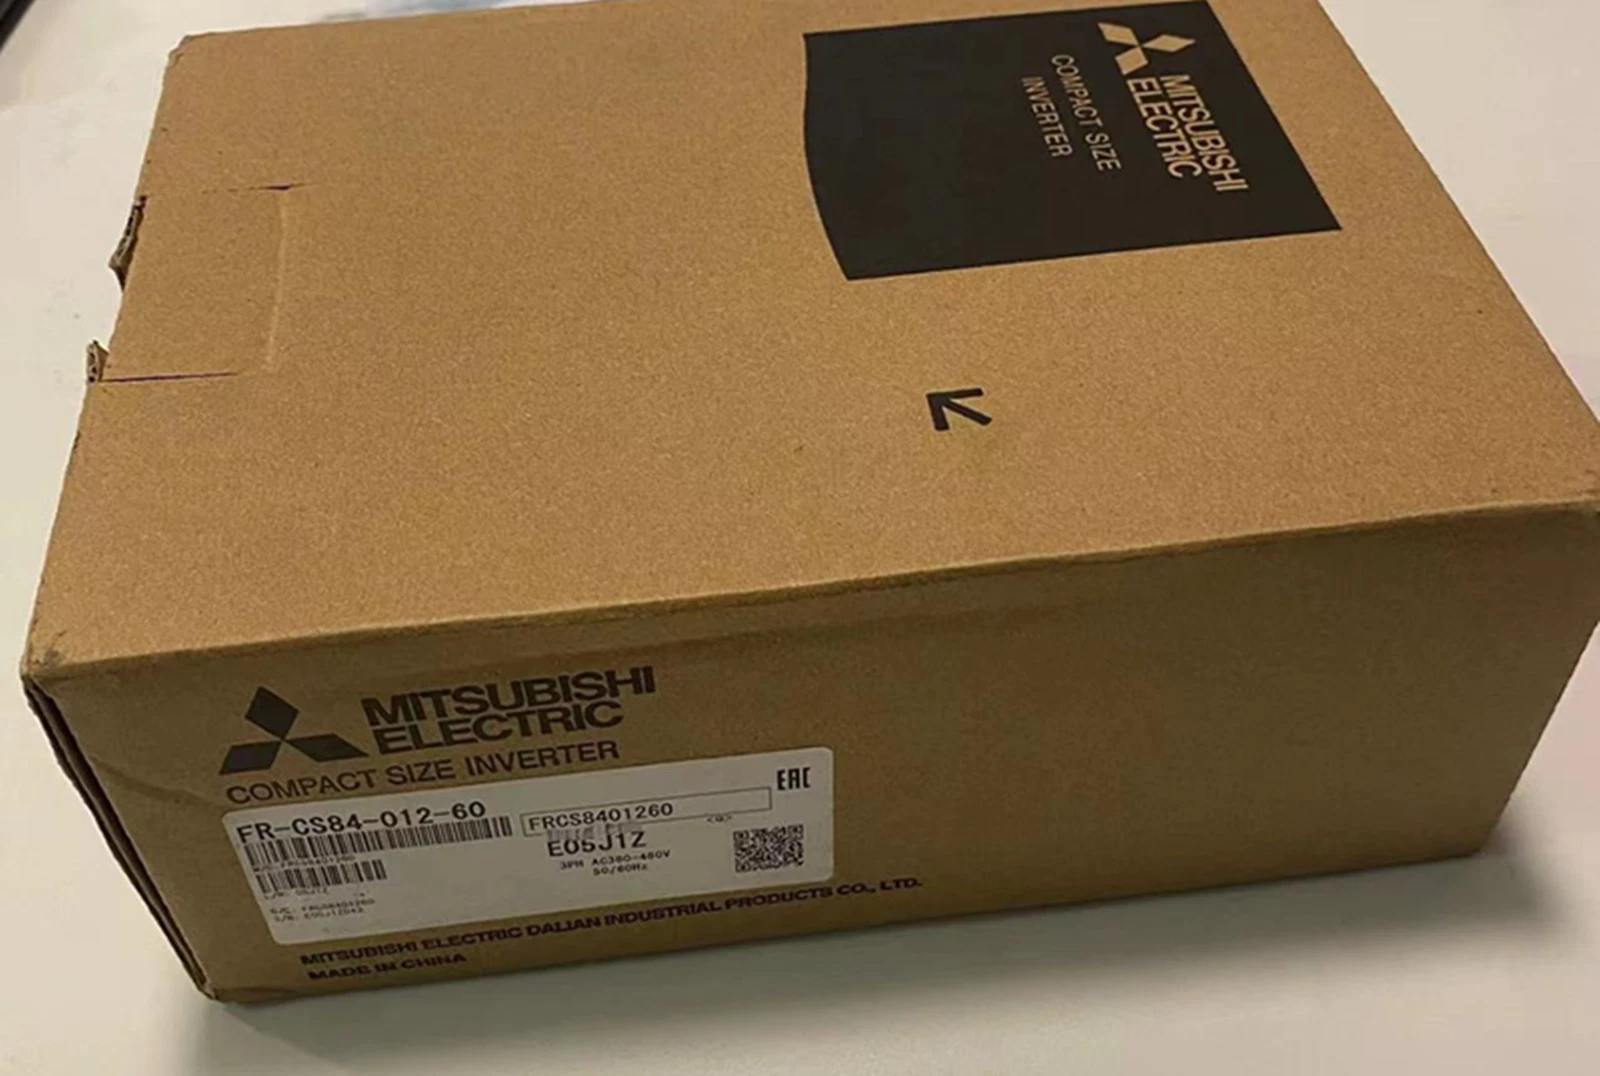 MITSUBISHI
ELECTRIC
COMPACT SIZE
INVERTER
MITSUBISHI
ELECTRIC
COMPACT SIZE INVERTER
FR-CS84-012-60
FRCS8401260
EAC
E05J1Z
3PH AC380-480V
50/60Hz
MITSUBISHI ELECTRIC DALIAN INDUSTRIAL PRODUCTS CO., LTD.
MADE IN CHINA